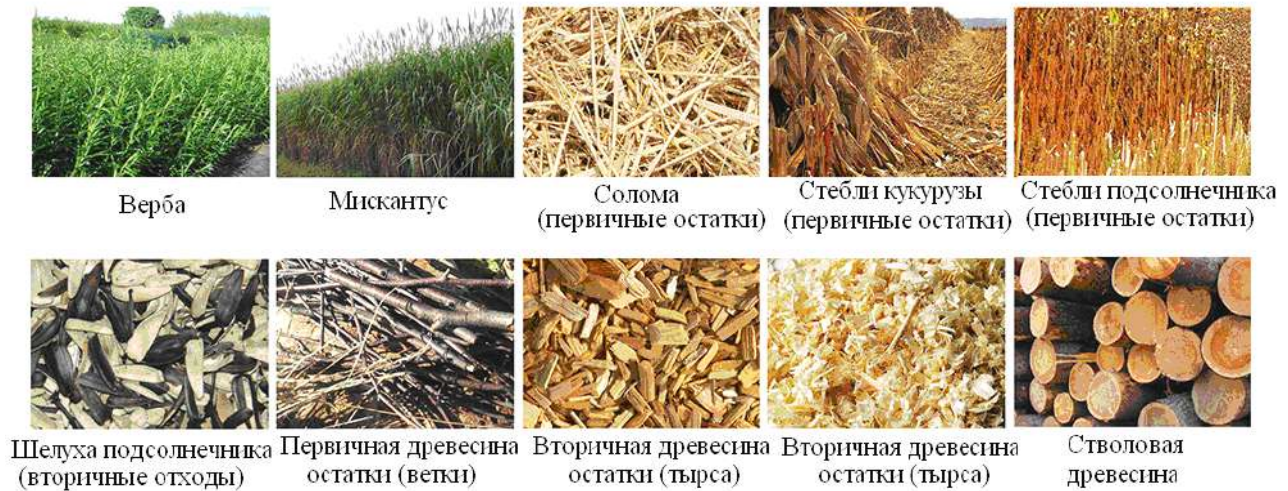 Верба
Мискантус
Солома
(первичные остатки)
Стебли кукурузы
(первичные остатки)
Стебли подсолнечника
(первичные остатки)
Шелуха подсолнечника
(вторичные отходы)
Первичная древесина
остатки (ветки)
Вторичная древесина
остатки (тырса)
Вторичная древесина
остатки (тырса)
Стволовая
древесина